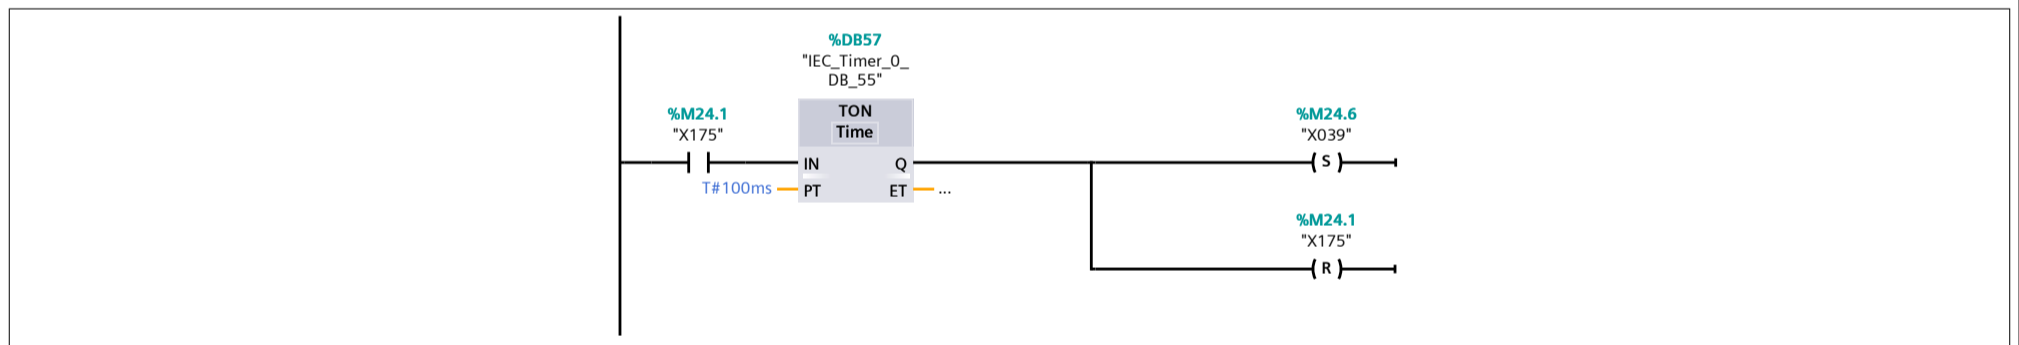 %DB57
"IEC_Timer_0_
DB_55"
%M24.1
"X175"
TON
Time
IN
Q
T#100ms
PT
ET
...
%M24.6
"X039"
S
%M24.1
"X175"
R